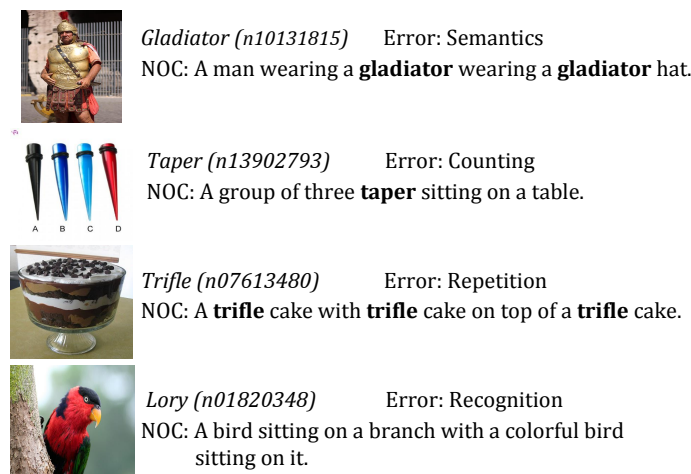 Gladiator (n10131815) Error: Semantics
NOC: A man wearing a gladiator wearing a gladiator hat.
Taper (n13902793) Error: Counting
NOC: A group of three taper sitting on a table.
A B C D
Trifle (n07613480) Error: Repetition
NOC: A trifle cake with trifle cake on top of a trifle cake.
Lory (n01820348) Error: Recognition
NOC: A bird sitting on a branch with a colorful bird
sitting on it.